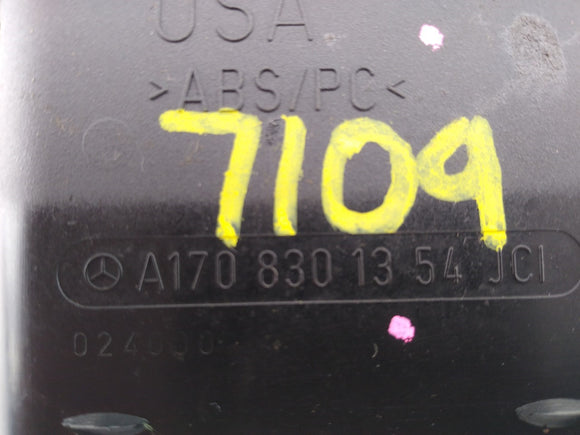 USA
>ABS/PC<
7109
A170 830 13 54 JCI
024000